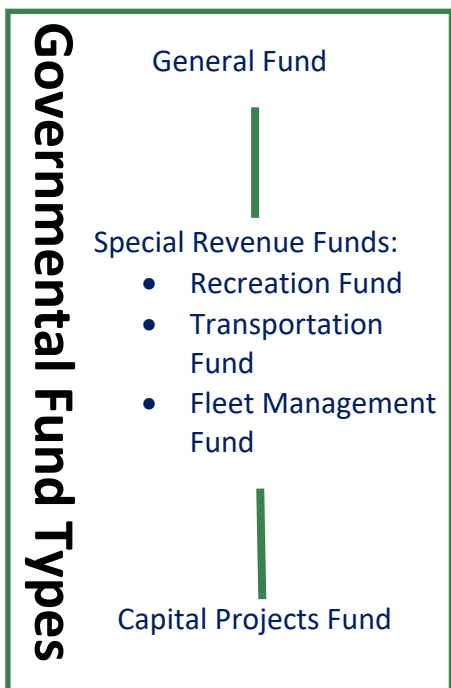 Governmental Fund Types
General Fund
Special Revenue Funds:
• Recreation Fund
• Transportation
Fund
• Fleet Management
Fund
Capital Projects Fund